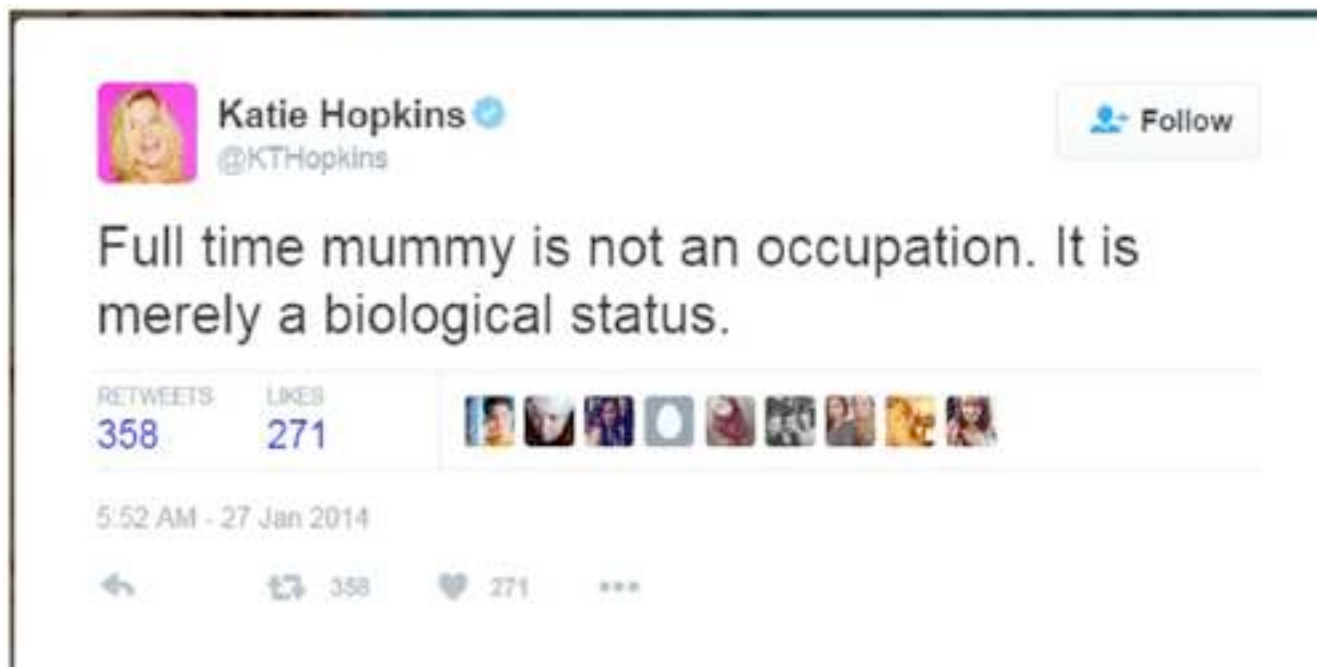 Katie Hopkins
@KTHopkins
Follow
Full time mummy is not an occupation. It is
merely a biological status.
RETWEETS LIKES
358 271
5:52 AM - 27 Jan 2014
358 271